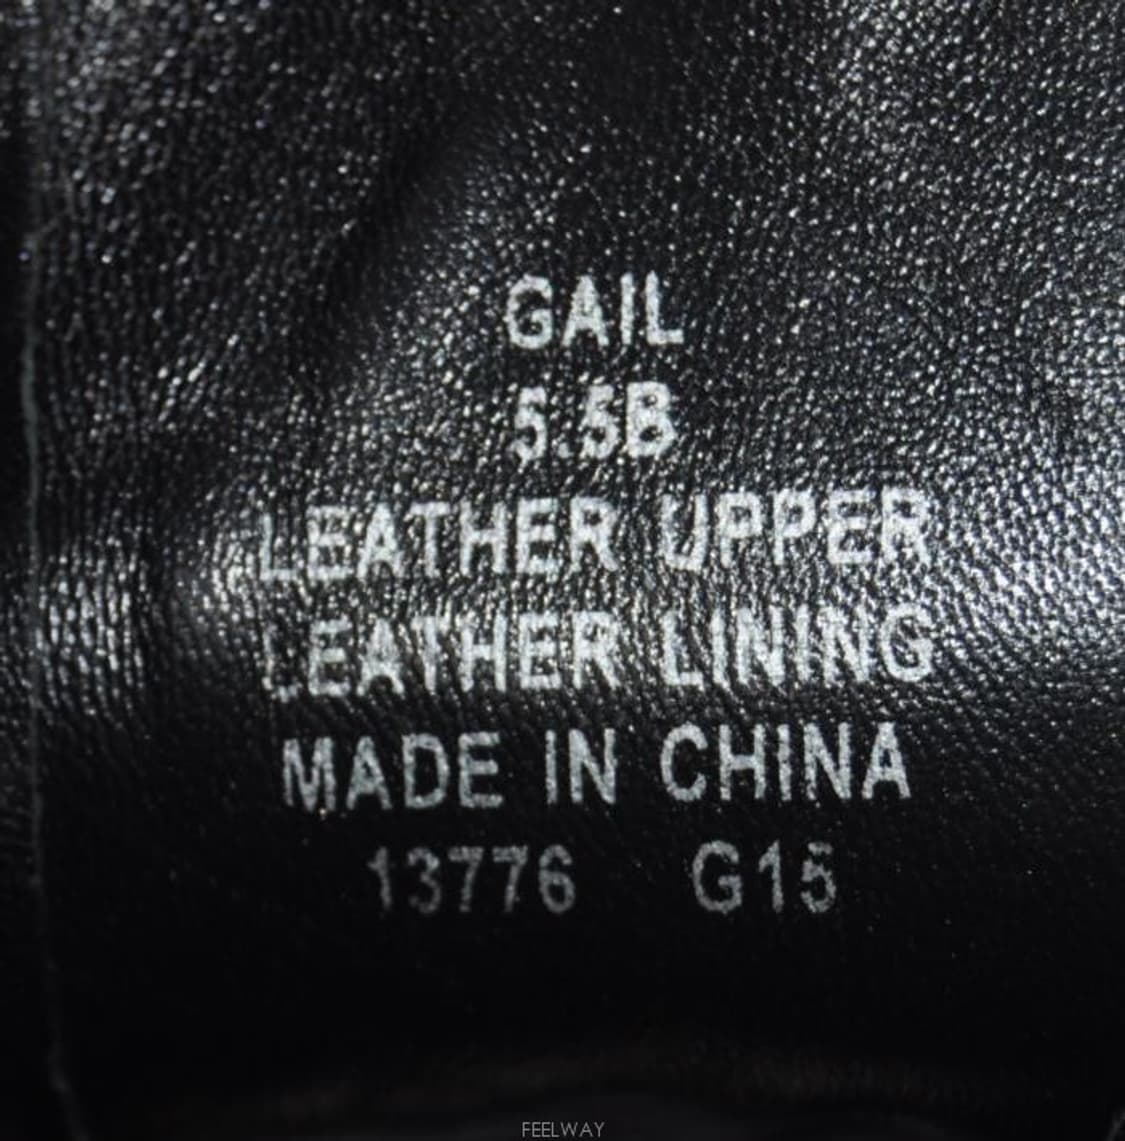 GAIL
5.5B
LEATHER UPPER
LEATHER LINING
MADE IN CHINA
13776 G15
FEELWAY